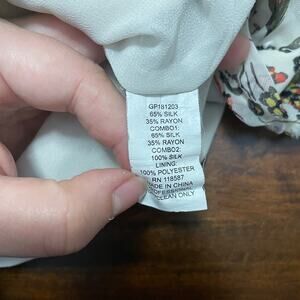 GP181203
65% SILK
35% RAYON
COMBO1:
65% SILK
35% RAYON
COMBO2:
100% SILK
LINING:
100% POLYESTER
RN 118587
MADE IN CHINA
PROFESSIONAL
CLEAN ONLY